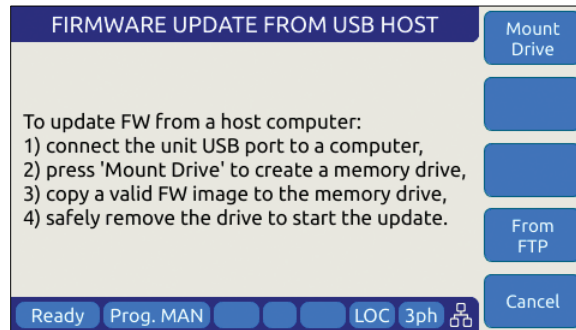 FIRMWARE UPDATE FROM USB HOST
To update FW from a host computer:
1) connect the unit USB port to a computer,
2) press 'Mount Drive' to create a memory drive,
3) copy a valid FW image to the memory drive,
4) safely remove the drive to start the update.
Mount
Drive
From
FTP
Cancel
Ready Prog. MAN LOC 3ph